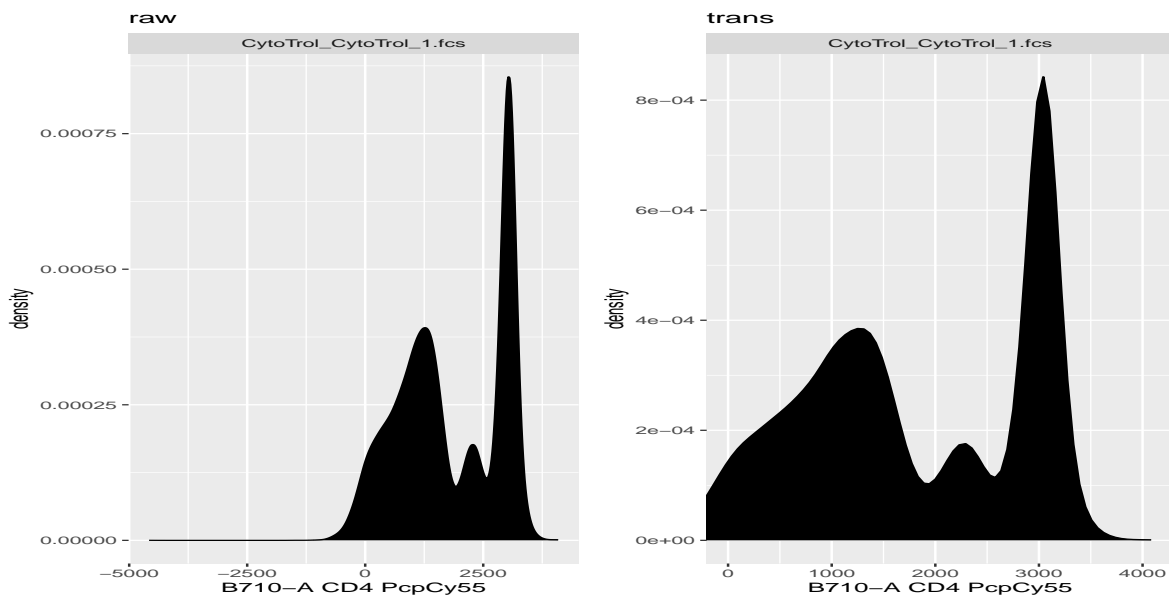 raw
CytoTrol_CytoTrol_1.fcs
0.00075
0.00050
0.00025
0.00000
density
−5000 −2500 0 2500
B710−A CD4 PcpCy55
trans
CytoTrol_CytoTrol_1.fcs
8e−04
6e−04
4e−04
2e−04
0e+00
density
0 1000 2000 3000 4000
B710−A CD4 PcpCy55